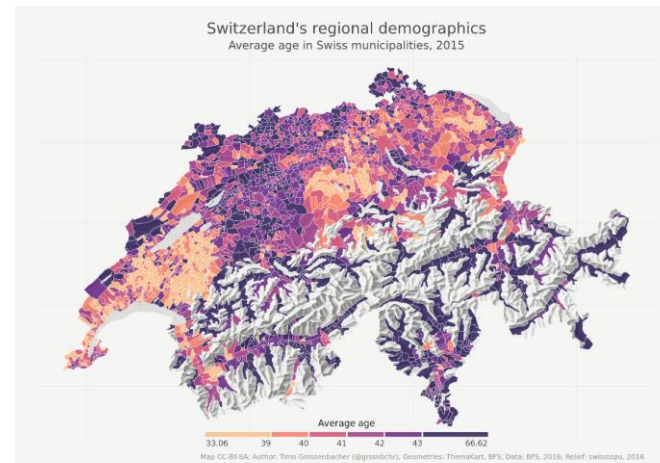 Switzerland's regional demographics
Average age in Swiss municipalities, 2015
Average age
33.06 39 40 41 42 43 66.62
Map CC-BY-SA; Author: Timo Grossenbacher (@grssnbchr), Geometries: ThemaKart, BFS; Data: BFS, 2016; Relief: swisstopo, 2016